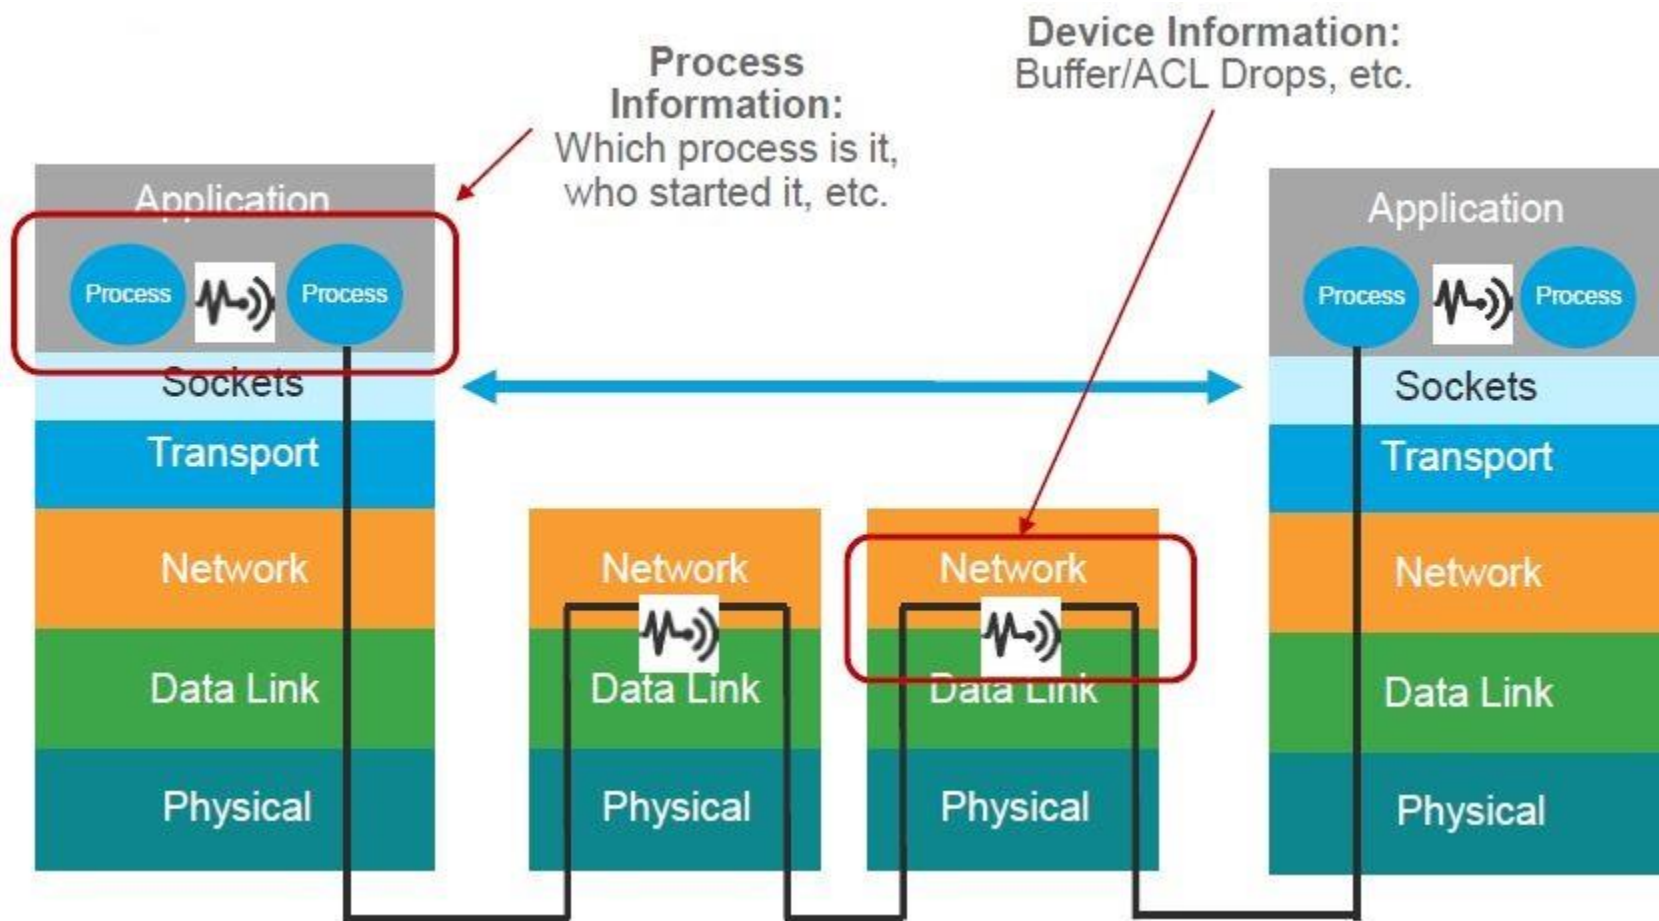 Process
Information:
Which process is it,
who started it, etc.
Device Information:
Buffer/ACL Drops, etc.
Application
Process
Process
Sockets
Transport
Network
Data Link
Physical
Network
Data Link
Physical
Network
Data Link
Physical
Application
Process
Process
Sockets
Transport
Network
Data Link
Physical